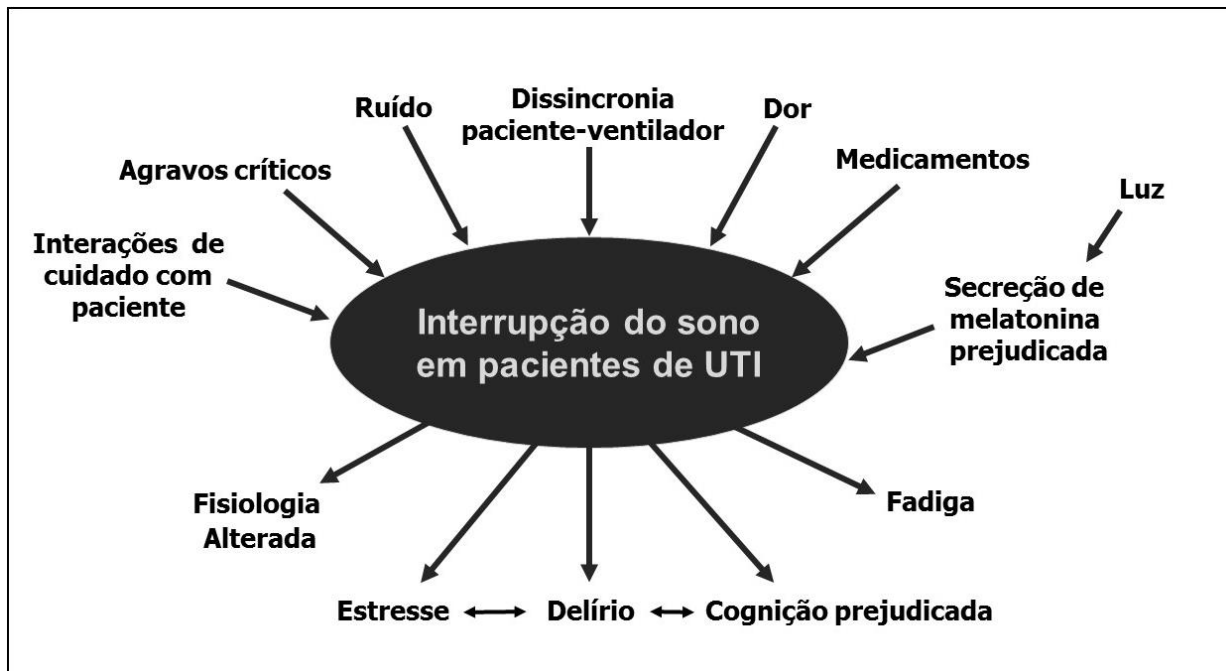 Ruído
Dissincronia
paciente-ventilador
Dor
Agravos críticos
Medicamentos
Luz
Interações de
cuidado com
paciente
Secreção de
melatonina
prejudicada
Interrupção do sono
em pacientes de UTI
Fisiologia
Alterada
Fadiga
Estresse
Delírio
Cognição prejudicada